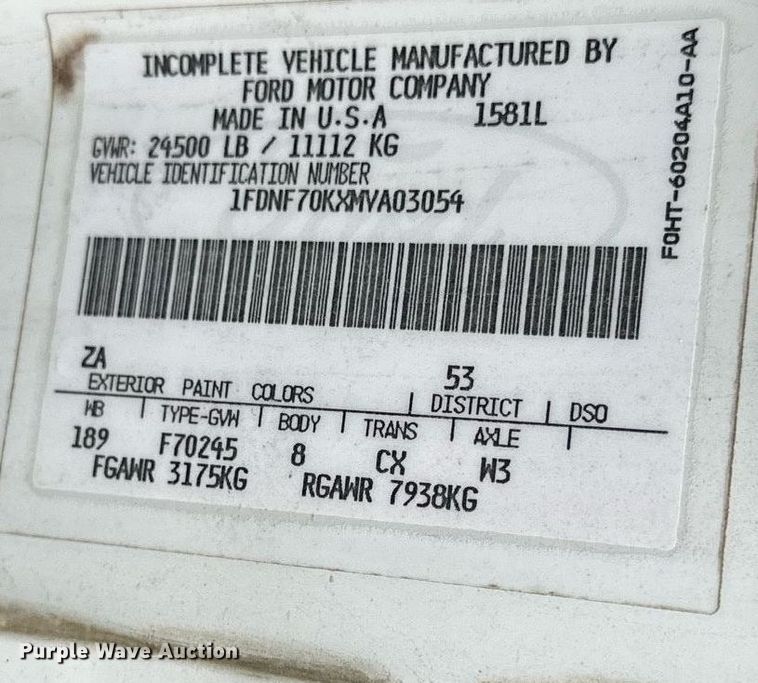 INCOMPLETE VEHICLE MANUFACTURED BY
FORD MOTOR COMPANY
MADE IN U.S.A 1581L
GVWR: 24500 LB / 11112 KG
VEHICLE IDENTIFICATION NUMBER
1FDNF70KXMVA03054
F0HT-60204A10-AA
ZA 53
EXTERIOR PAINT COLORS DISTRICT DSO
WB TYPE-GVW BODY TRANS AXLE
189 F70245 8 CX W3
FGAWR 3175KG RGAWR 7938KG
Purple Wave Auction